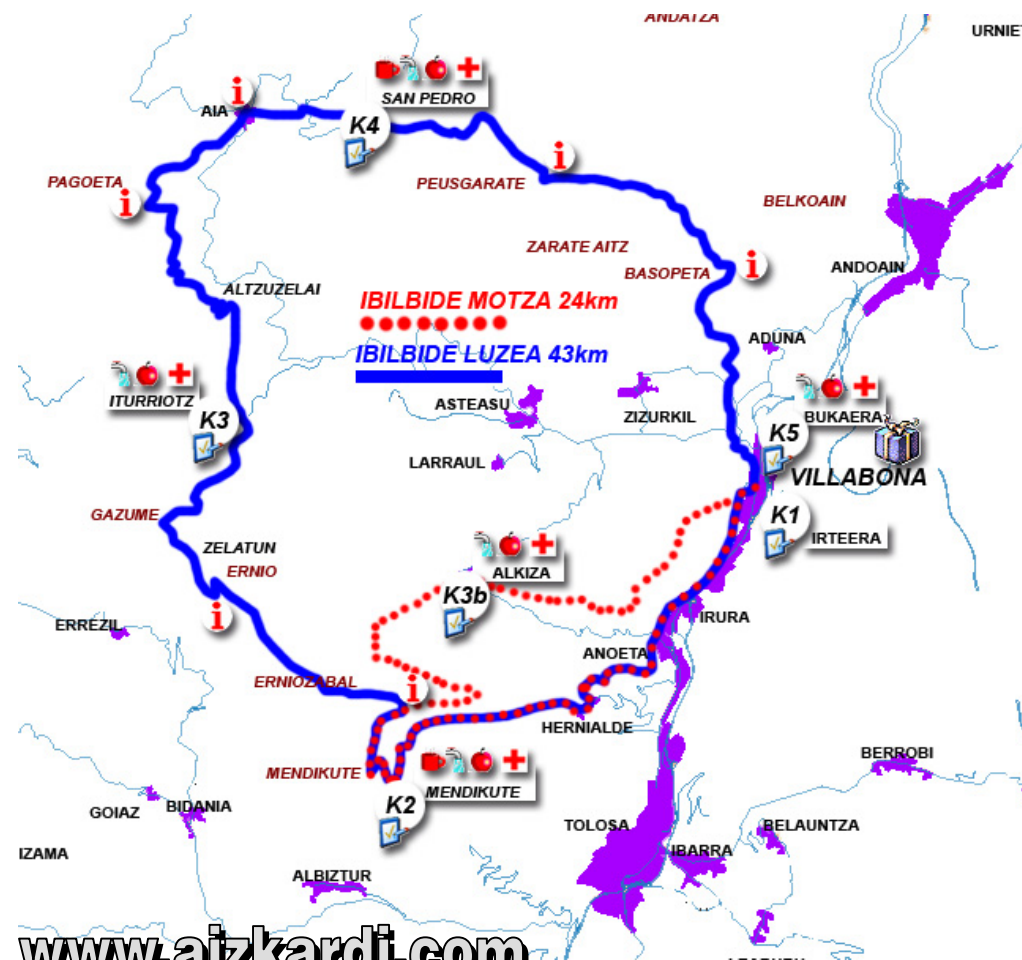 ANDATZA
AIA
SAN PEDRO
K4
PAGOETA
PEUSGARATE
BELKOAIN
ZARATE AITZ
BASOPETA
ANDOAIN
ALTZUZELAI
IBILBIDE MOTZA 24km
IBILBIDE LUZEA 43km
ADUNA
ITURRIOTZ
K3
ASTEASU
ZIZURKIL
BUKAERA
K5
LARRAUL
VILLABONA
GAZUME
K1
IRTEERA
ZELATUN
ERNIO
ALKIZA
K3b
ERREZIL
IRURA
ANOETA
ERNIOZABAL
HERNIALDE
MENDIKUTE
BERROBI
K2
MENDIKUTE
GOIAZ
BIDANIA
TOLOSA
BELAUNTZA
IZAMA
IBARRA
ALBIZTUR
www.aizkardi.com